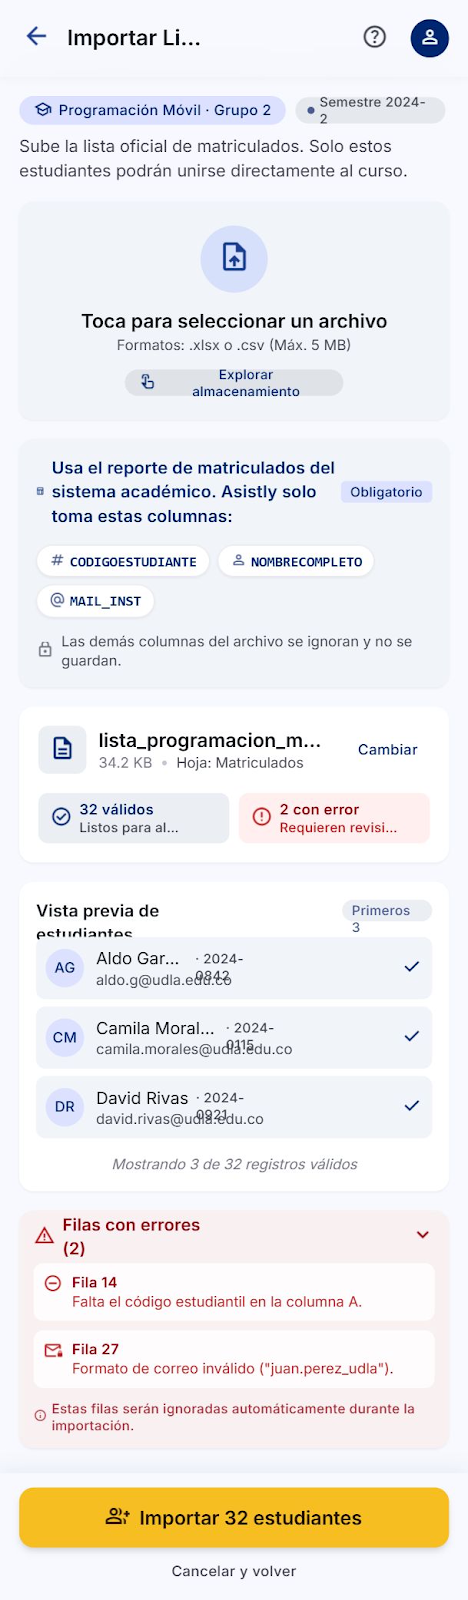 Importar Li...
Programación Móvil · Grupo 2
Semestre 2024-
2
Sube la lista oficial de matriculados. Solo estos
estudiantes podrán unirse directamente al curso.
Toca para seleccionar un archivo
Formatos: .xlsx o .csv (Máx. 5 MB)
Explorar
almacenamiento
Usa el reporte de matriculados del
sistema académico. Asistly solo
toma estas columnas:
Obligatorio
# CODIGOESTUDIANTE
NOMBRECOMPLETO
@ MAIL_INST
Las demás columnas del archivo se ignoran y no se
guardan.
lista_programacion_m...
34.2 KB • Hoja: Matriculados
Cambiar
32 válidos
Listos para al...
2 con error
Requieren revisi...
Vista previa de
estudiantes
Primeros
3
AG
Aldo Gar...
· 2024-
0842
aldo.g@udla.edu.co
CM
Camila Moral...
· 2024-
0115
camila.morales@udla.edu.co
DR
David Rivas
· 2024-
0921
david.rivas@udla.edu.co
Mostrando 3 de 32 registros válidos
Filas con errores
(2)
Fila 14
Falta el código estudiantil en la columna A.
Fila 27
Formato de correo inválido ("juan.perez_udla").
Estas filas serán ignoradas automáticamente durante la
importación.
Importar 32 estudiantes
Cancelar y volver